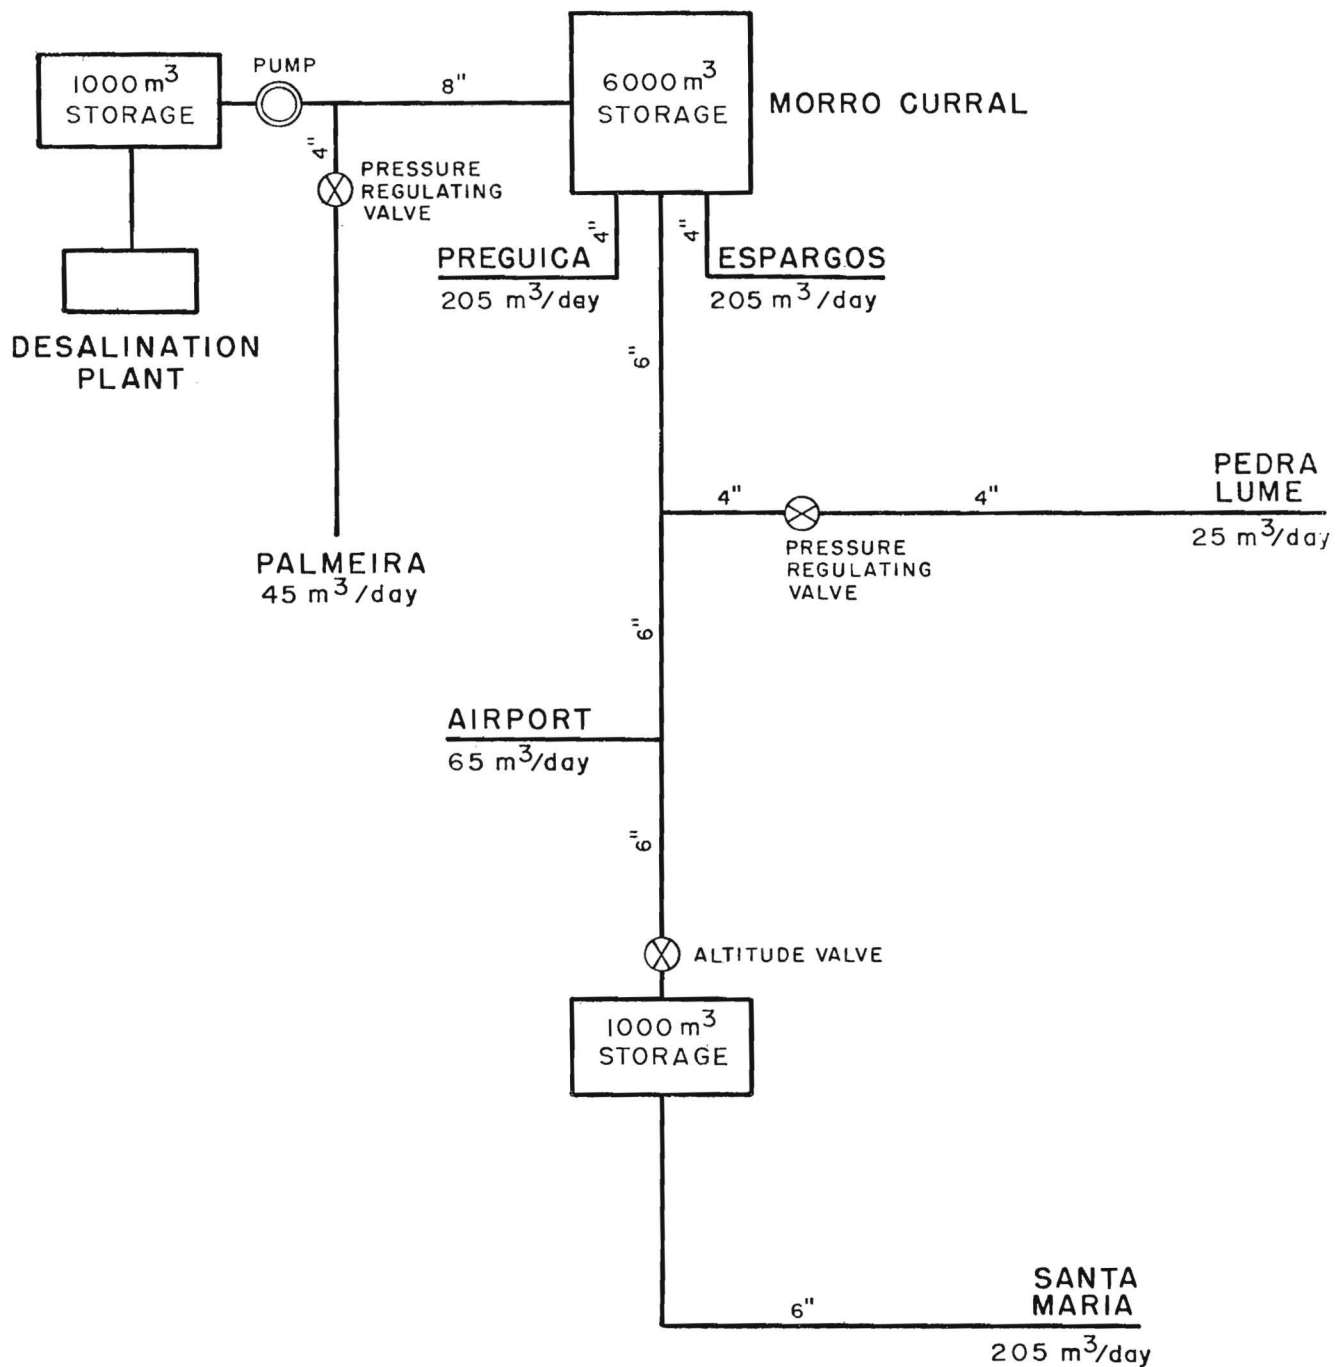 1000 m³
STORAGE
PUMP
8"
6000 m³
STORAGE
MORRO CURRAL
4"
PRESSURE
REGULATING
VALVE
DESALINATION
PLANT
4"
PREGUICA
205 m³/day
4"
ESPARGOS
205 m³/day
6"
PALMEIRA
45 m³/day
4"
4"
PEDRA
LUME
25 m³/day
PRESSURE
REGULATING
VALVE
6"
AIRPORT
65 m³/day
6"
ALTITUDE VALVE
1000 m³
STORAGE
6"
SANTA
MARIA
205 m³/day